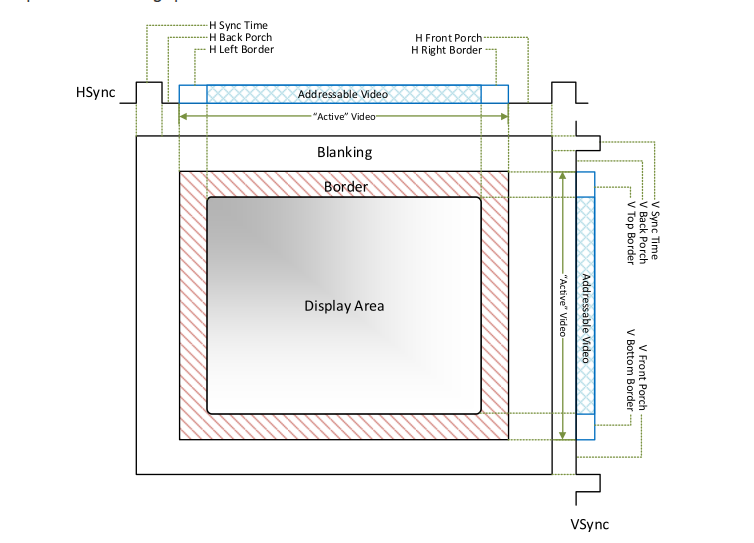 H Sync Time
H Back Porch
H Left Border
H Front Porch
H Right Border
HSync
Addressable Video
“Active” Video
Blanking
Border
Display Area
“Active” Video
Addressable Video
V Sync Time
V Back Porch
V Top Border
V Front Porch
V Bottom Border
VSync